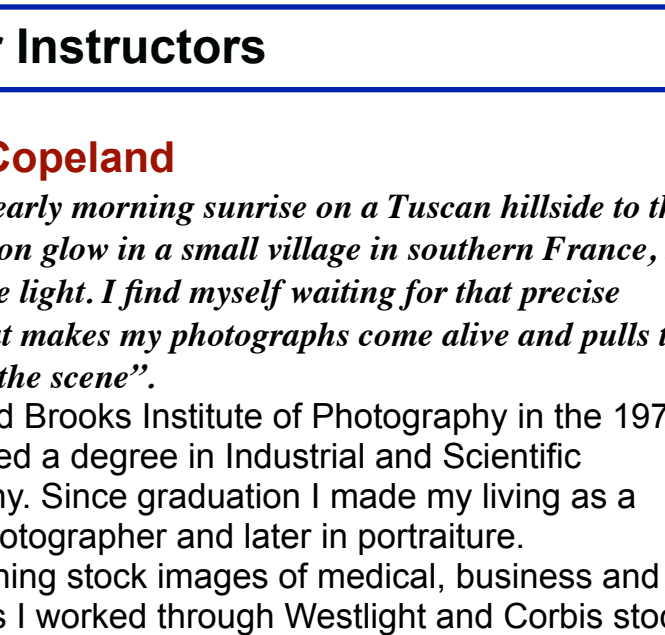 r Instructors
Copeland
early morning sunrise on a Tuscan hillside to th
on glow in a small village in southern France,
e light. I find myself waiting for that precise
at makes my photographs come alive and pulls t
the scene”.
d Brooks Institute of Photography in the 197
ed a degree in Industrial and Scientific
hy. Since graduation I made my living as a
otographer and later in portraiture.
ning stock images of medical, business and
s I worked through Westlight and Corbis stoc